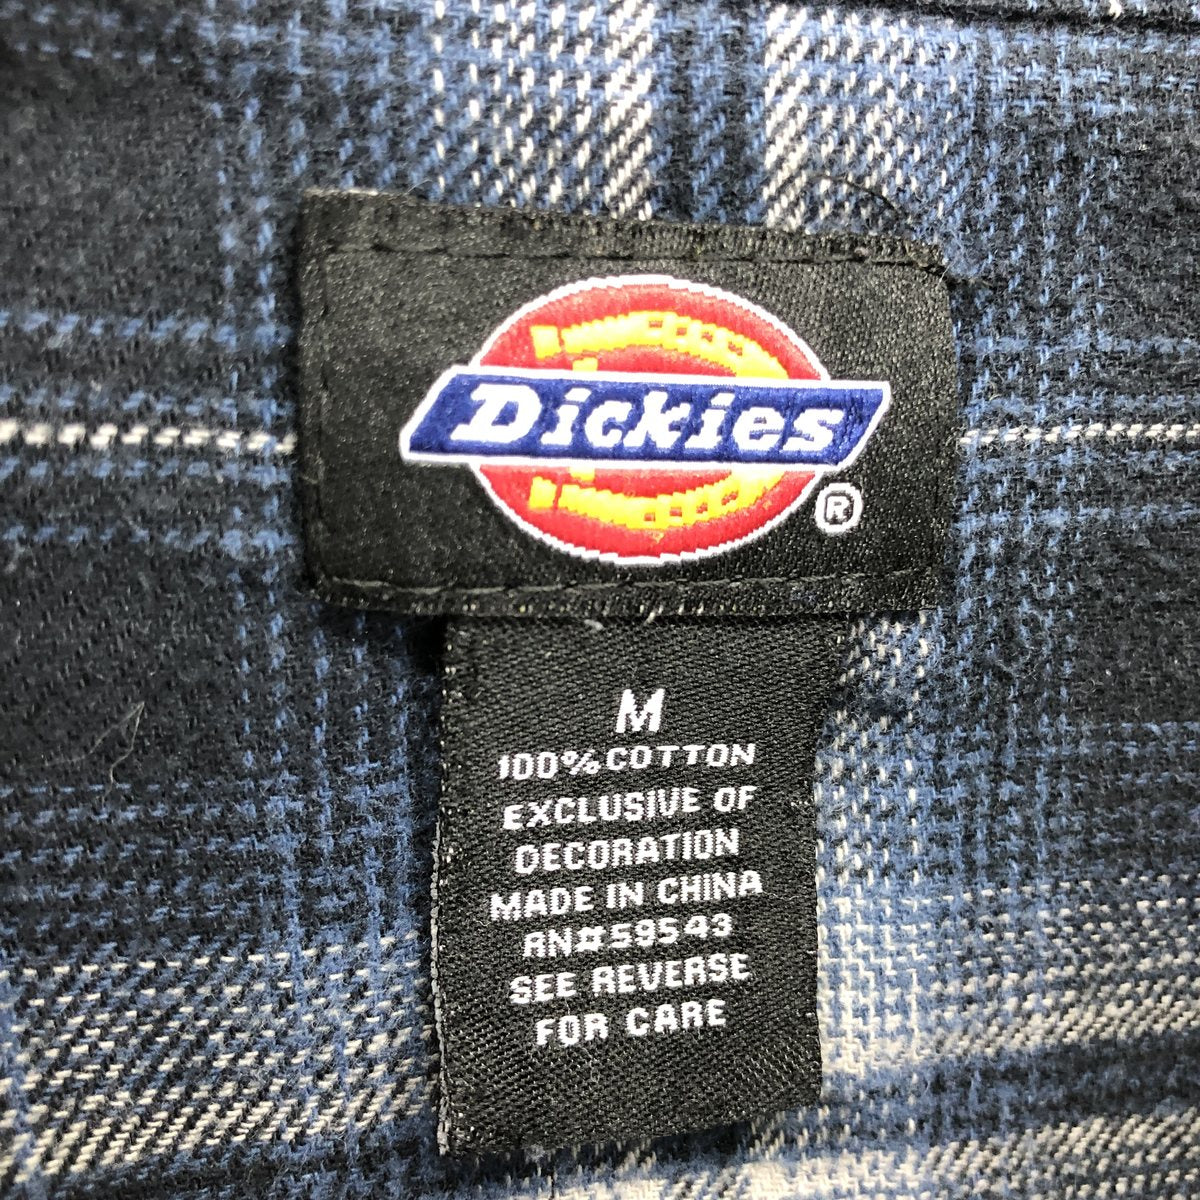 Dickies
®
M
100% COTTON
EXCLUSIVE OF
DECORATION
MADE IN CHINA
RN#59543
SEE REVERSE
FOR CARE